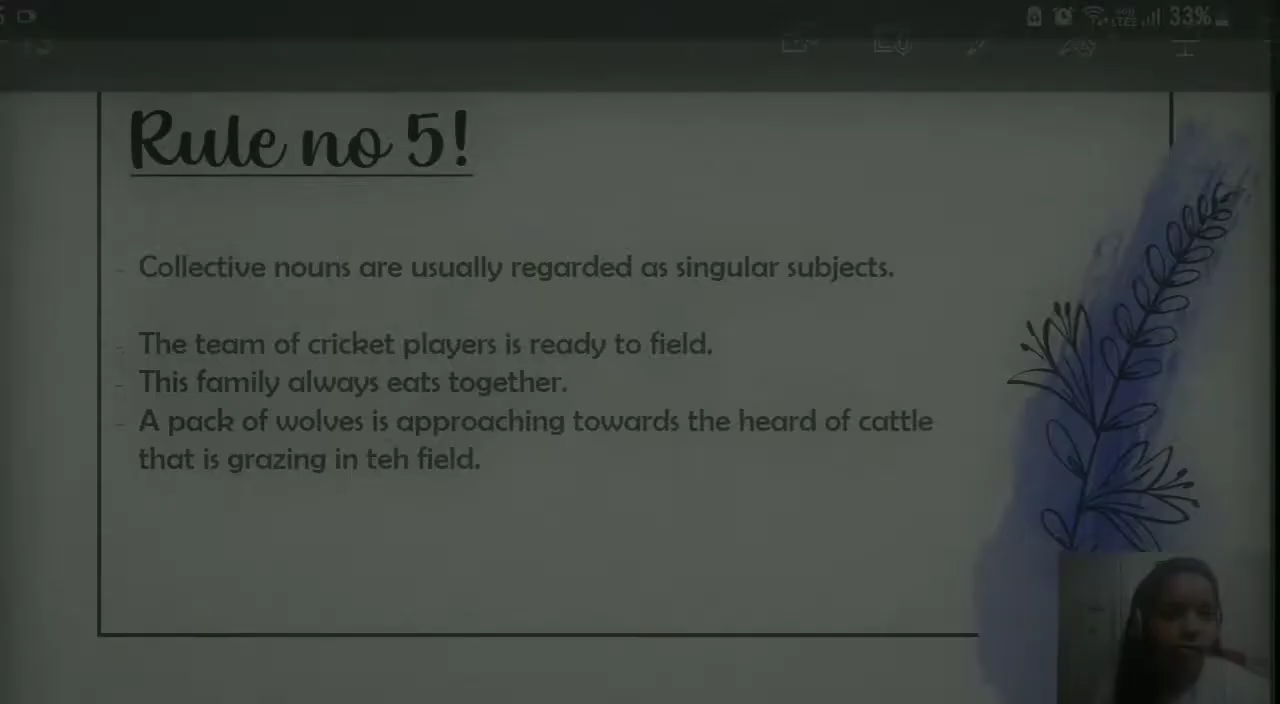 33%
Rule no 5!
- Collective nouns are usually regarded as singular subjects.
- The team of cricket players is ready to field.
- This family always eats together.
- A pack of wolves is approaching towards the heard of cattle
that is grazing in teh field.